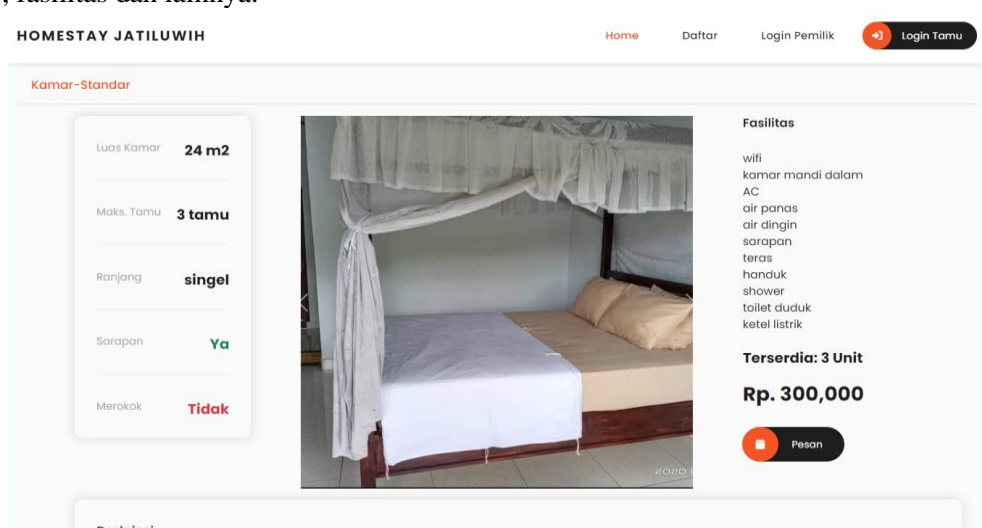 , fasilitas dan lainnya.
HOMESTAY JATILUWIH
Home
Daftar
Login Pemilik
Login Tamu
Kamar-Standar
Luas Kamar 24 m2
Maks. Tamu 3 tamu
Ranjang singel
Sarapan Ya
Merokok Tidak
2020
Fasilitas
wifi
kamar mandi dalam
AC
air panas
air dingin
sarapan
teras
handuk
shower
toilet duduk
ketel listrik
Terserdia: 3 Unit
Rp. 300,000
Pesan